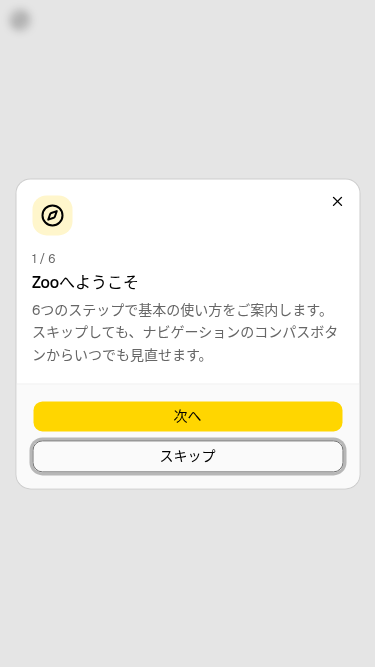 1 / 6
Zooへようこそ
6つのステップで基本の使い方をご案内します。
スキップしても、ナビゲーションのコンパスボタ
ンからいつでも見直せます。
次へ
スキップ